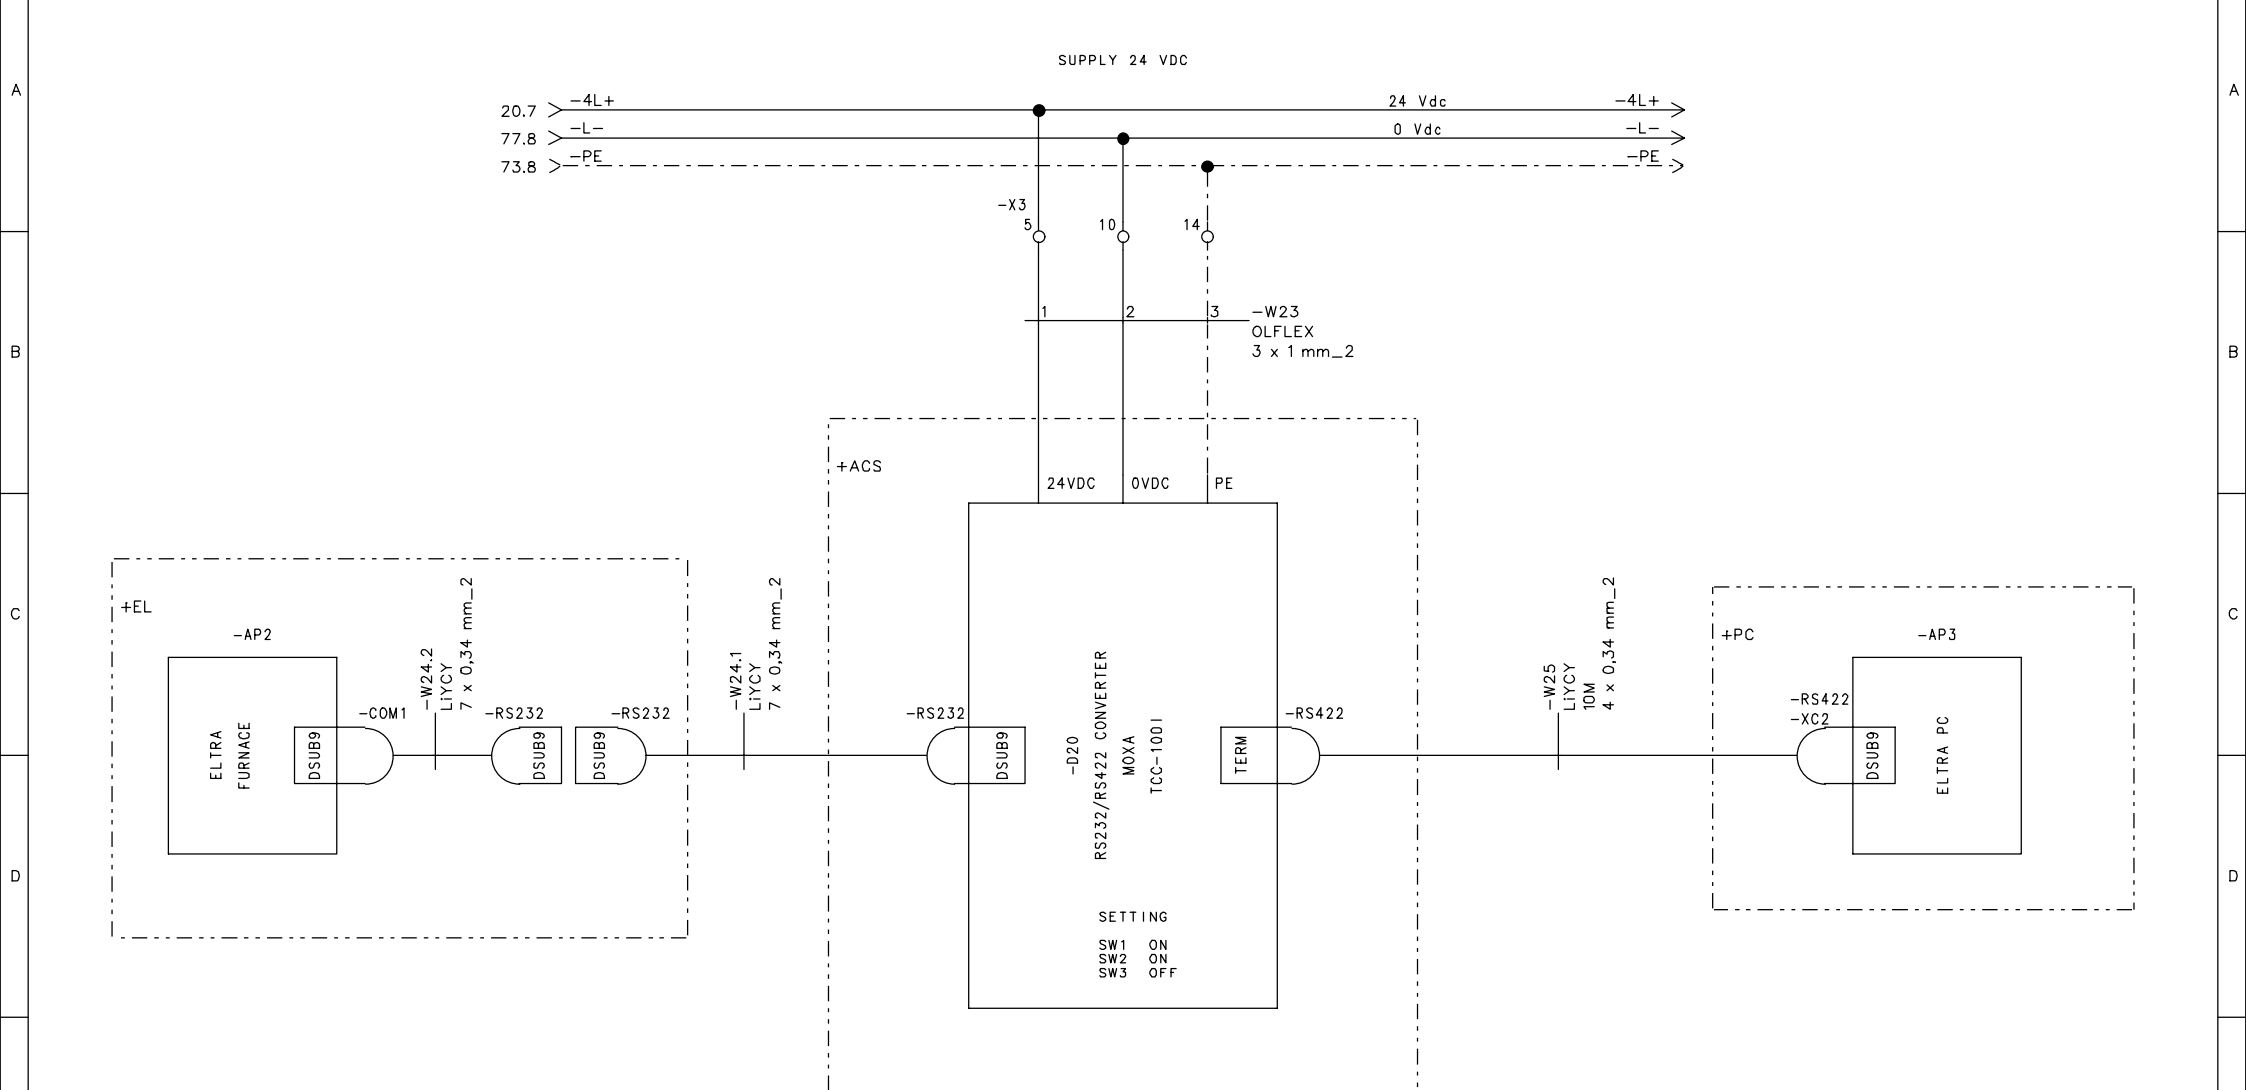 SUPPLY 24 VDC
A
A
20.7
-4L+
24 Vdc
-4L+
77.8
-L-
0 Vdc
-L-
73.8
-PE
-PE
-X3
5
10
14
1
2
3
-W23
OLFLEX
3 x 1 mm_2
B
B
+ACS
24VDC
0VDC
PE
C
C
+EL
-AP2
ELTRA
FURNACE
DSUB9
-COM1
-W24.2
LiYCY
7 x 0,34 mm_2
-RS232
DSUB9
-RS232
DSUB9
-W24.1
LiYCY
7 x 0,34 mm_2
-RS232
DSUB9
-D20
RS232/RS422 CONVERTER
MOXA
TCC-100I
TERM
-RS422
-W25
LiYCY
10M
4 x 0,34 mm_2
+PC
-AP3
-RS422
-XC2
DSUB9
ELTRA PC
D
D
SETTING
SW1 ON
SW2 ON
SW3 OFF